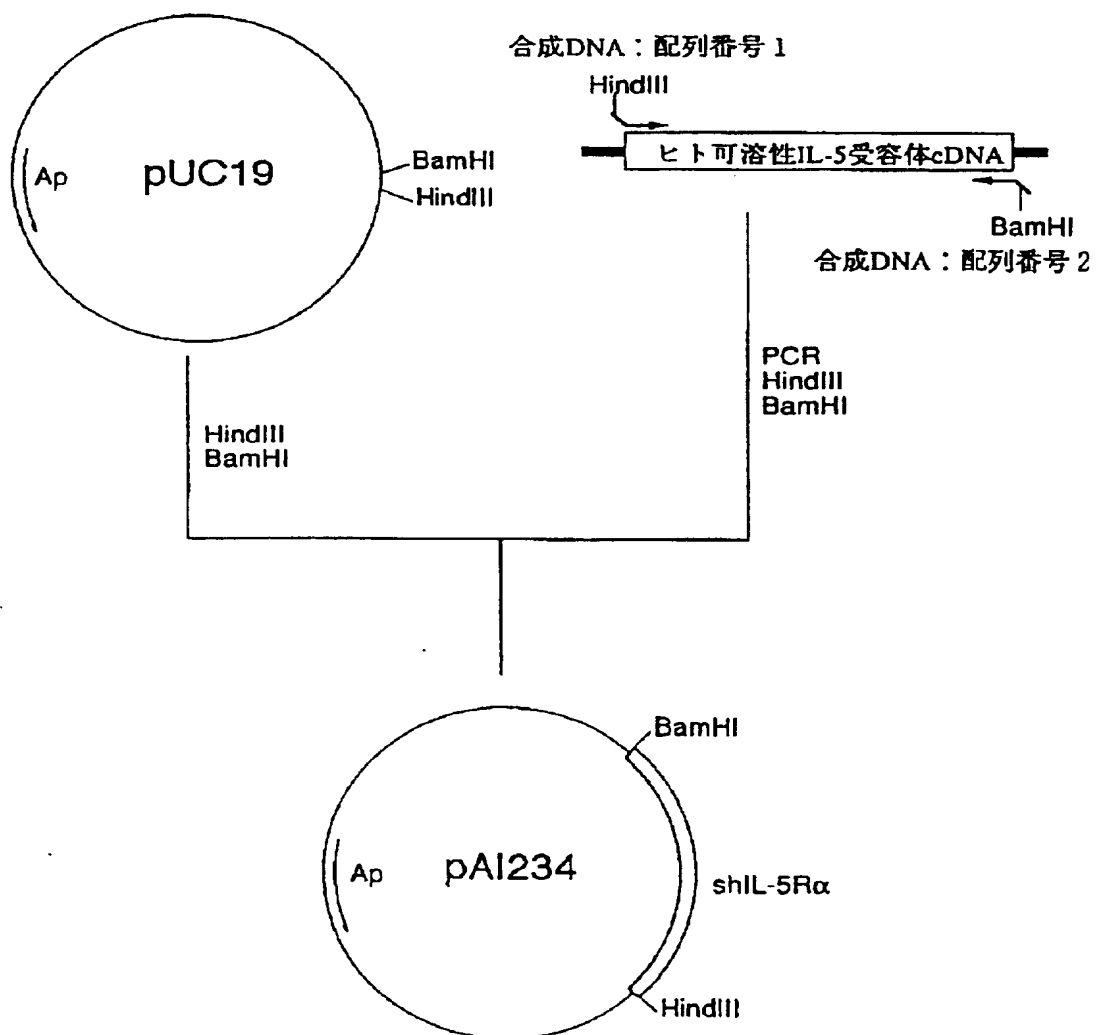 合成DNA：配列番号 1
HindIII
ヒト可溶性IL-5受容体cDNA
BamHI
合成DNA：配列番号 2
pUC19
Ap
BamHI
HindIII
HindIII
BamHI
PCR
HindIII
BamHI
pAI234
Ap
BamHI
shIL-5Rα
HindIII